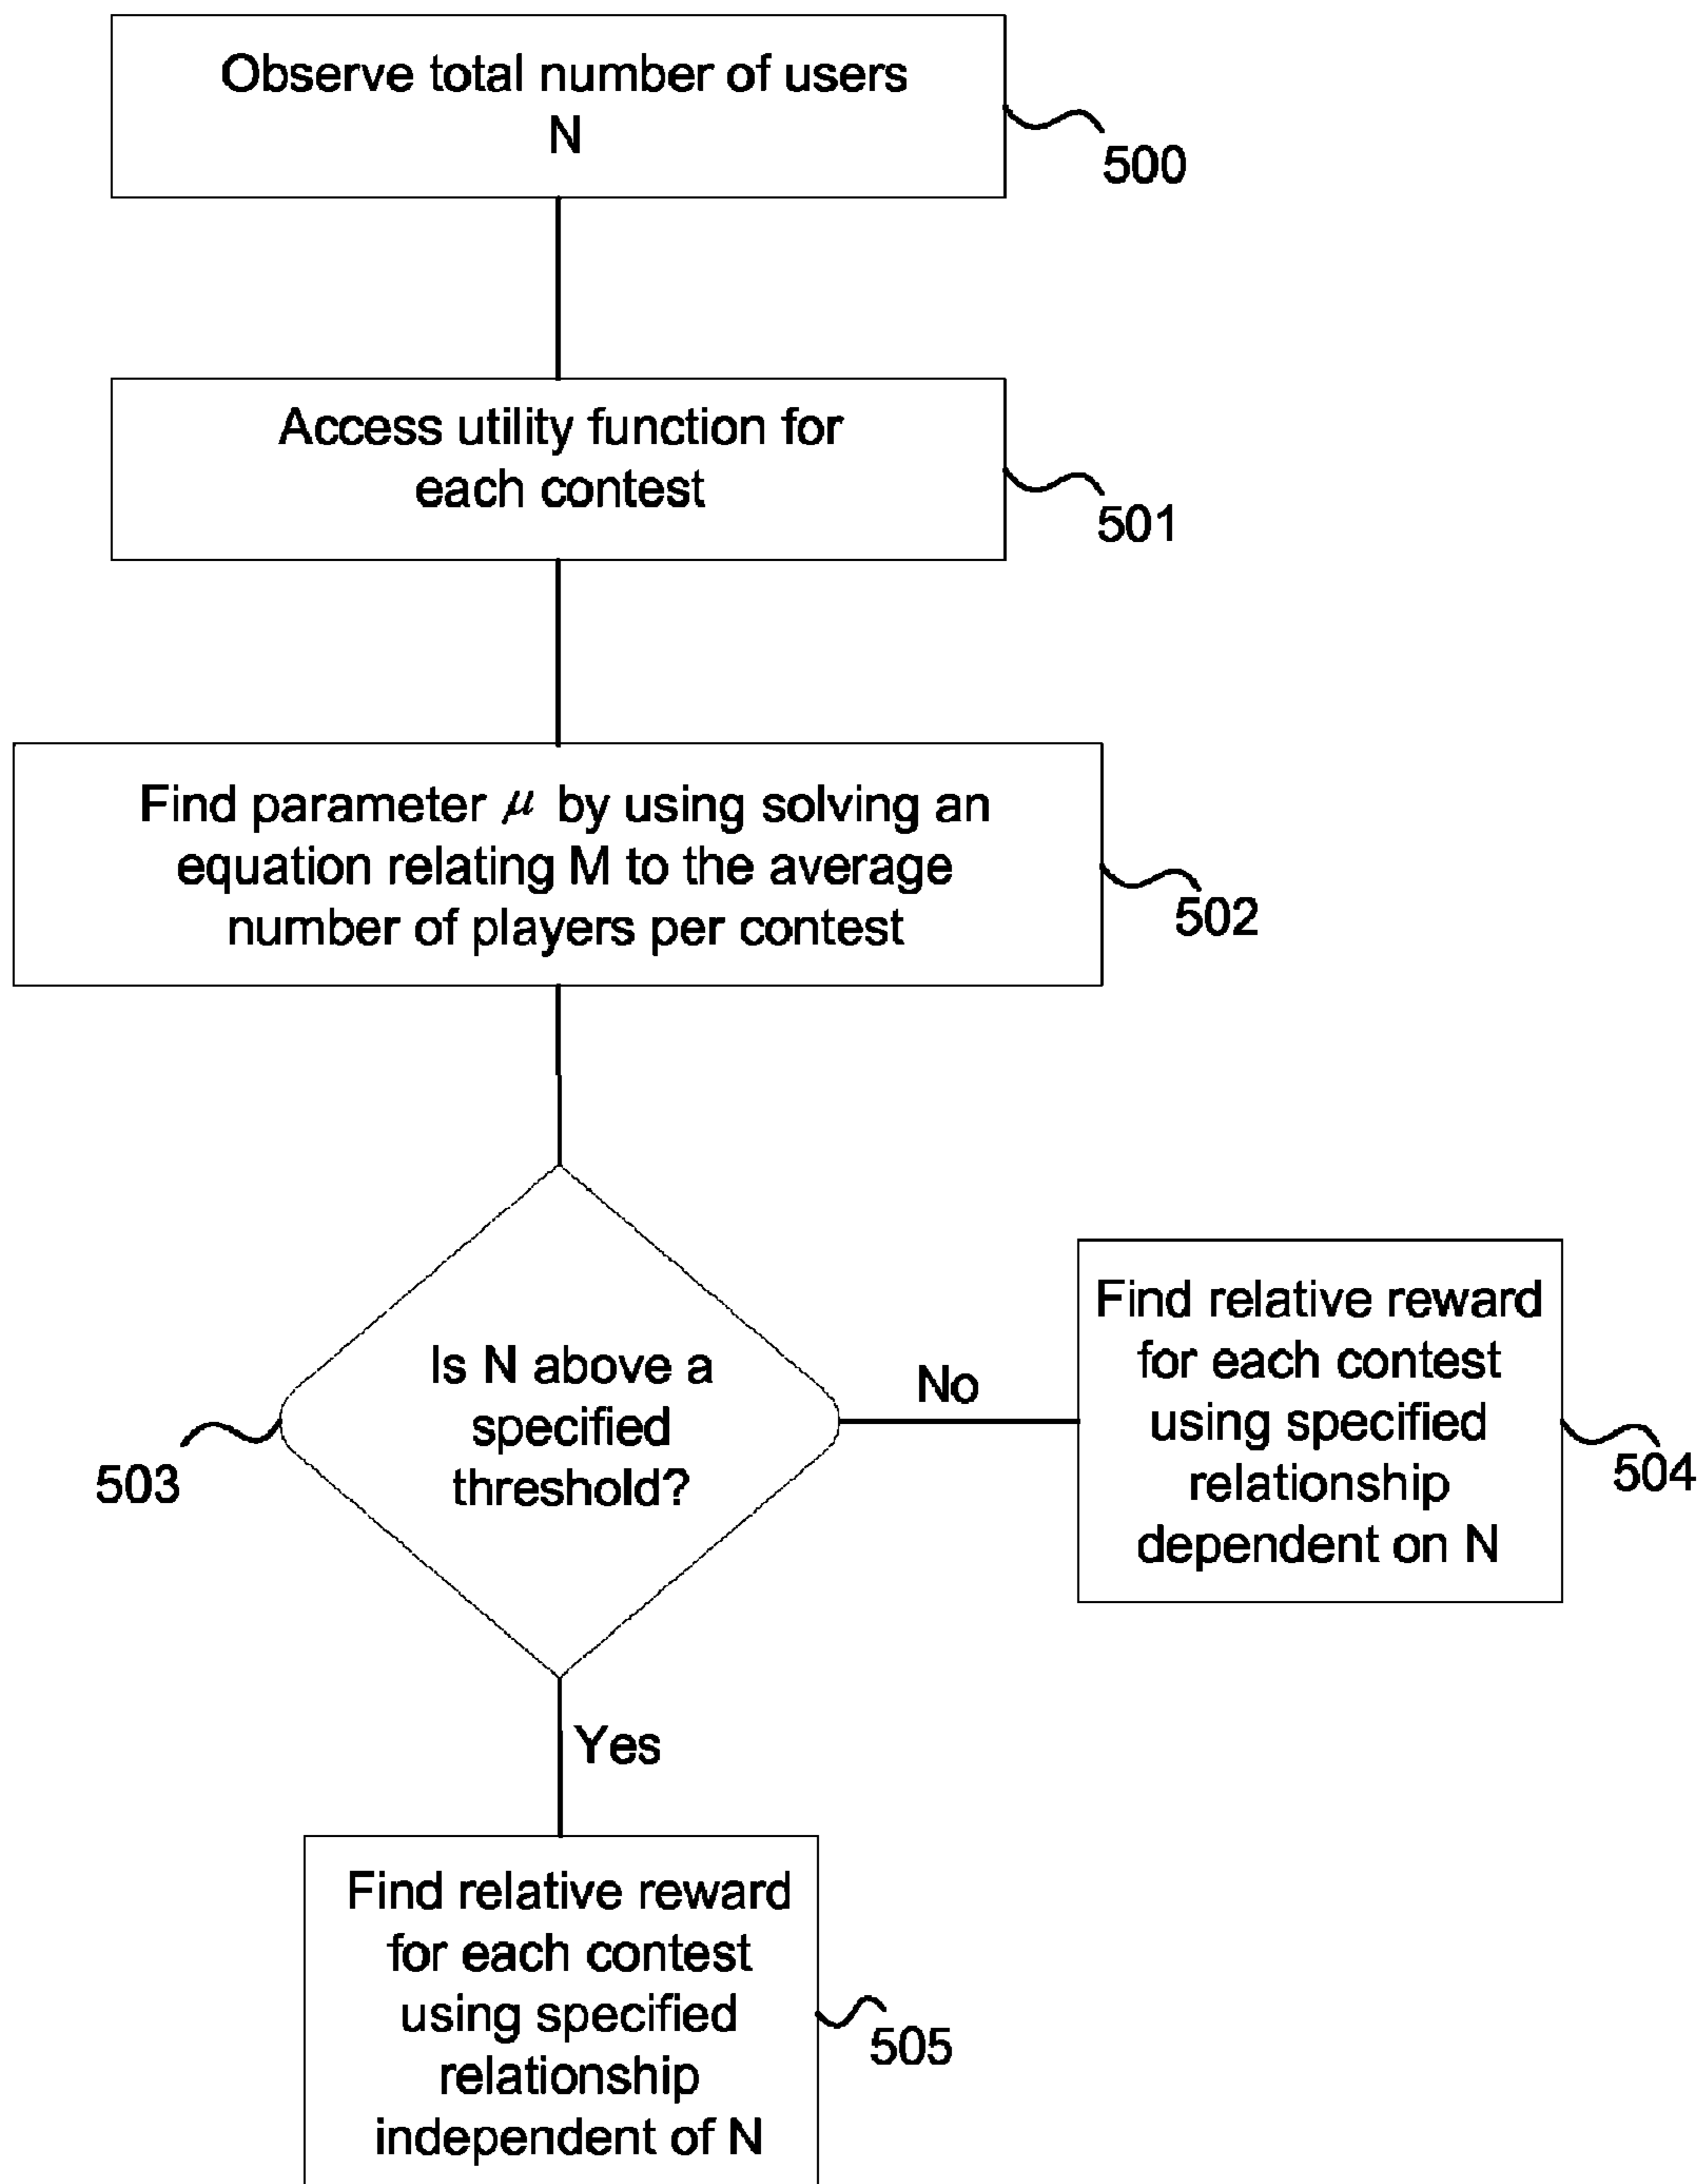 Observe total number of users
N
500
Access utility function for
each contest
501
Find parameter μ by using solving an
equation relating M to the average
number of players per contest
502
Is N above a
specified
threshold?
503
No
Find relative reward
for each contest
using specified
relationship
dependent on N
504
Yes
Find relative reward
for each contest
using specified
relationship
independent of N
505